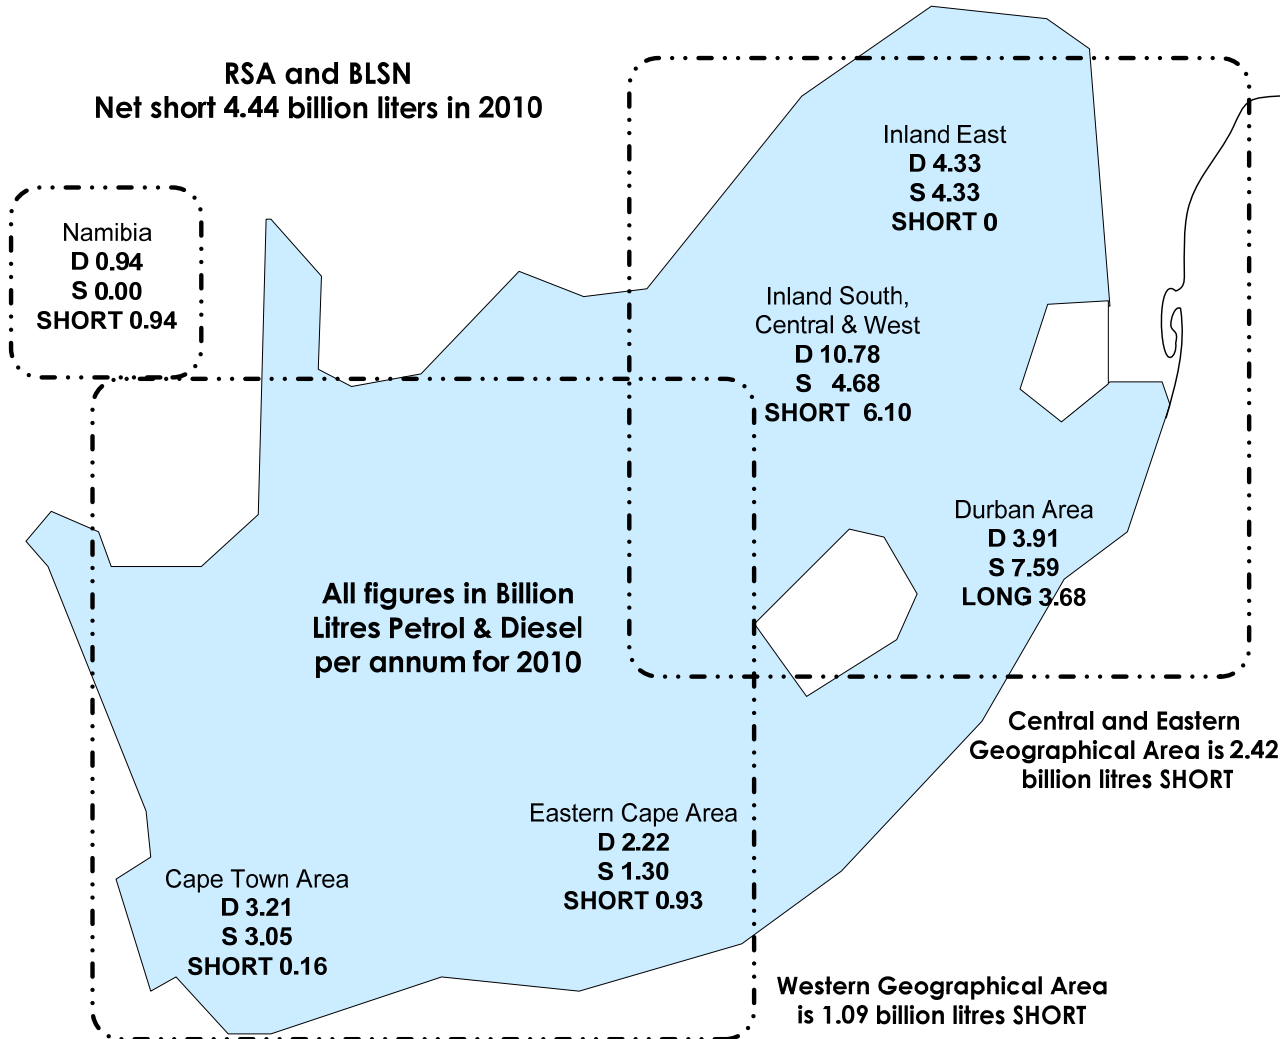 RSA and BLSN
Net short 4.44 billion liters in 2010
Inland East
D 4.33
S 4.33
SHORT 0
Namibia
D 0.94
S 0.00
SHORT 0.94
Inland South,
Central & West
D 10.78
S 4.68
SHORT 6.10
Durban Area
D 3.91
S 7.59
LONG 3.68
All figures in Billion
Litres Petrol & Diesel
per annum for 2010
Central and Eastern
Geographical Area is 2.42
billion litres SHORT
Eastern Cape Area
D 2.22
S 1.30
SHORT 0.93
Cape Town Area
D 3.21
S 3.05
SHORT 0.16
Western Geographical Area
is 1.09 billion litres SHORT